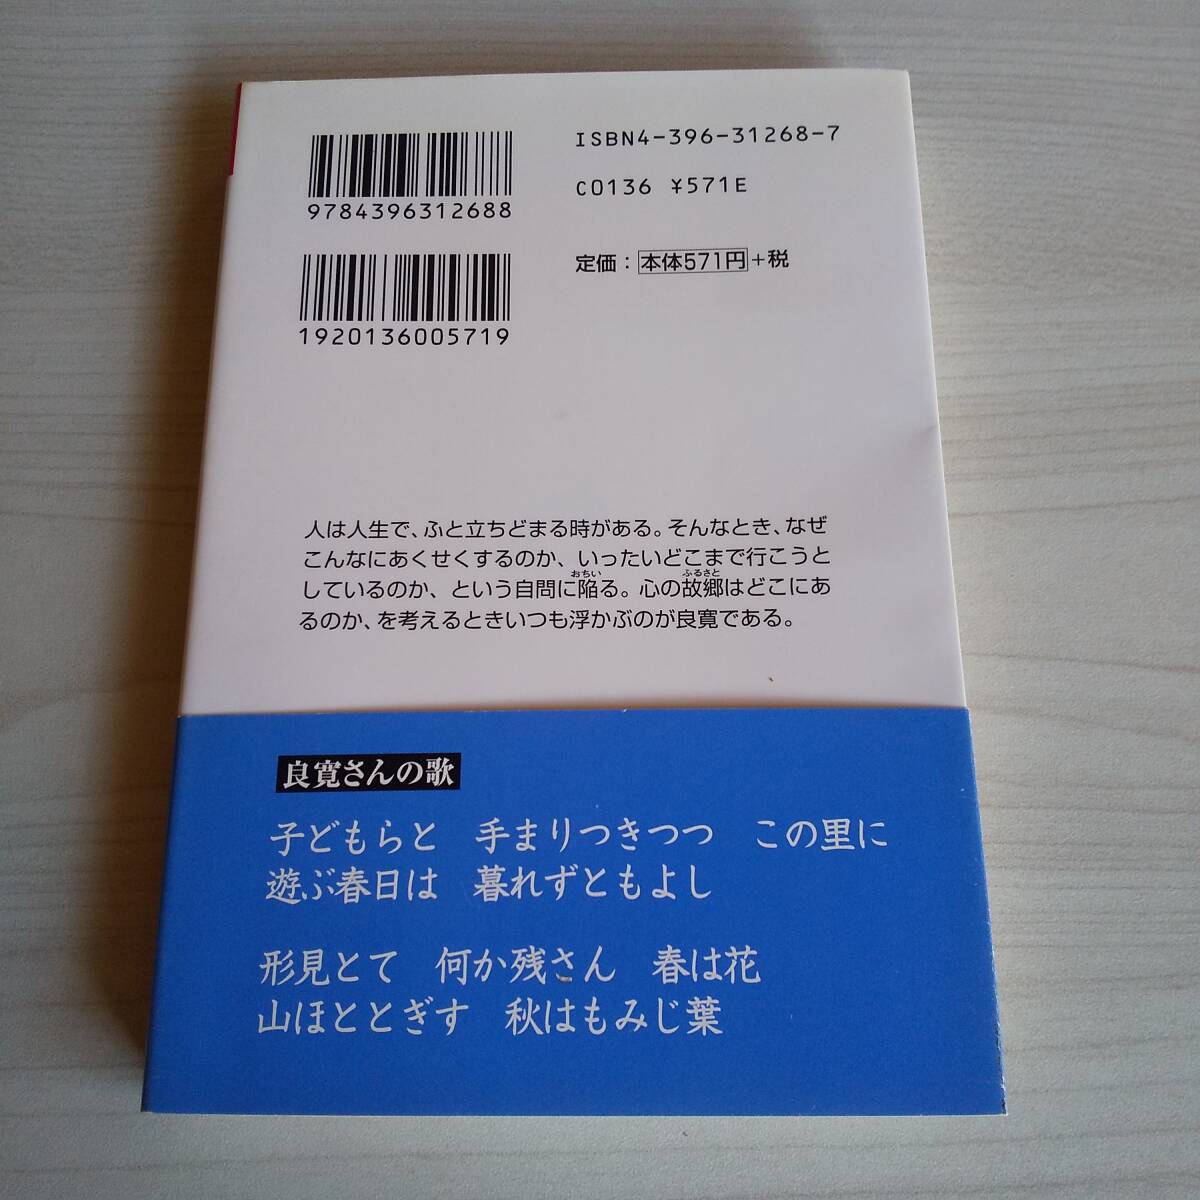 ISBN4-396-31268-7
9784396312688
C0136 ¥571E
定価：本体571円+税
1920136005719
人は人生で、ふと立ちどまる時がある。そんなとき、なぜ
こんなにあくせくするのか、いったいどこまで行こうと
しているのか、という自問に陥る。心の故郷はどこにあ
おちい
ふるさと
るのか、を考えるときいつも浮かぶのが良寛である。
良寛さんの歌
子どもらと 手まりつきつつ この里に
遊ぶ春日は 暮れずともよし
形見とて 何か残さん 春は花
山ほととぎす 秋はもみじ葉